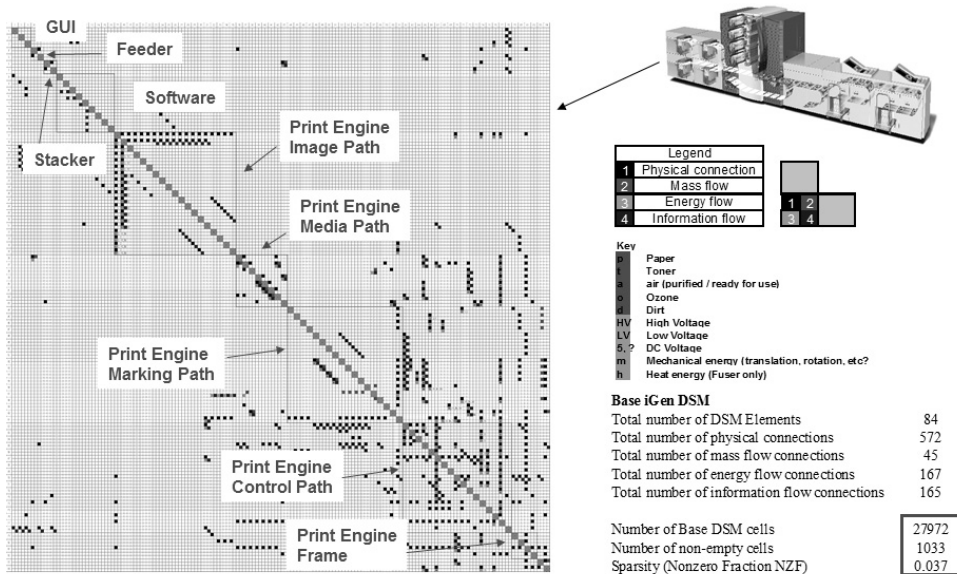 GUI
Feeder
Software
Stacker
Print Engine
Image Path
Print Engine
Media Path
Print Engine
Marking Path
Print Engine
Control Path
Print Engine
Frame
Legend
1 Physical connection
2 Mass flow
3 Energy flow
4 Information flow
1 2
3 4
Key
p Paper
t Toner
a air (purified / ready for use)
o Ozone
d Dirt
HV High Voltage
LV Low Voltage
5, ? DC Voltage
m Mechanical energy (translation, rotation, etc?
h Heat energy (Fuser only)
Base iGen DSM
Total number of DSM Elements 84
Total number of physical connections 572
Total number of mass flow connections 45
Total number of energy flow connections 167
Total number of information flow connections 165
Number of Base DSM cells 27972
Number of non-empty cells 1033
Sparsity (Nonzero Fraction NZF) 0.037